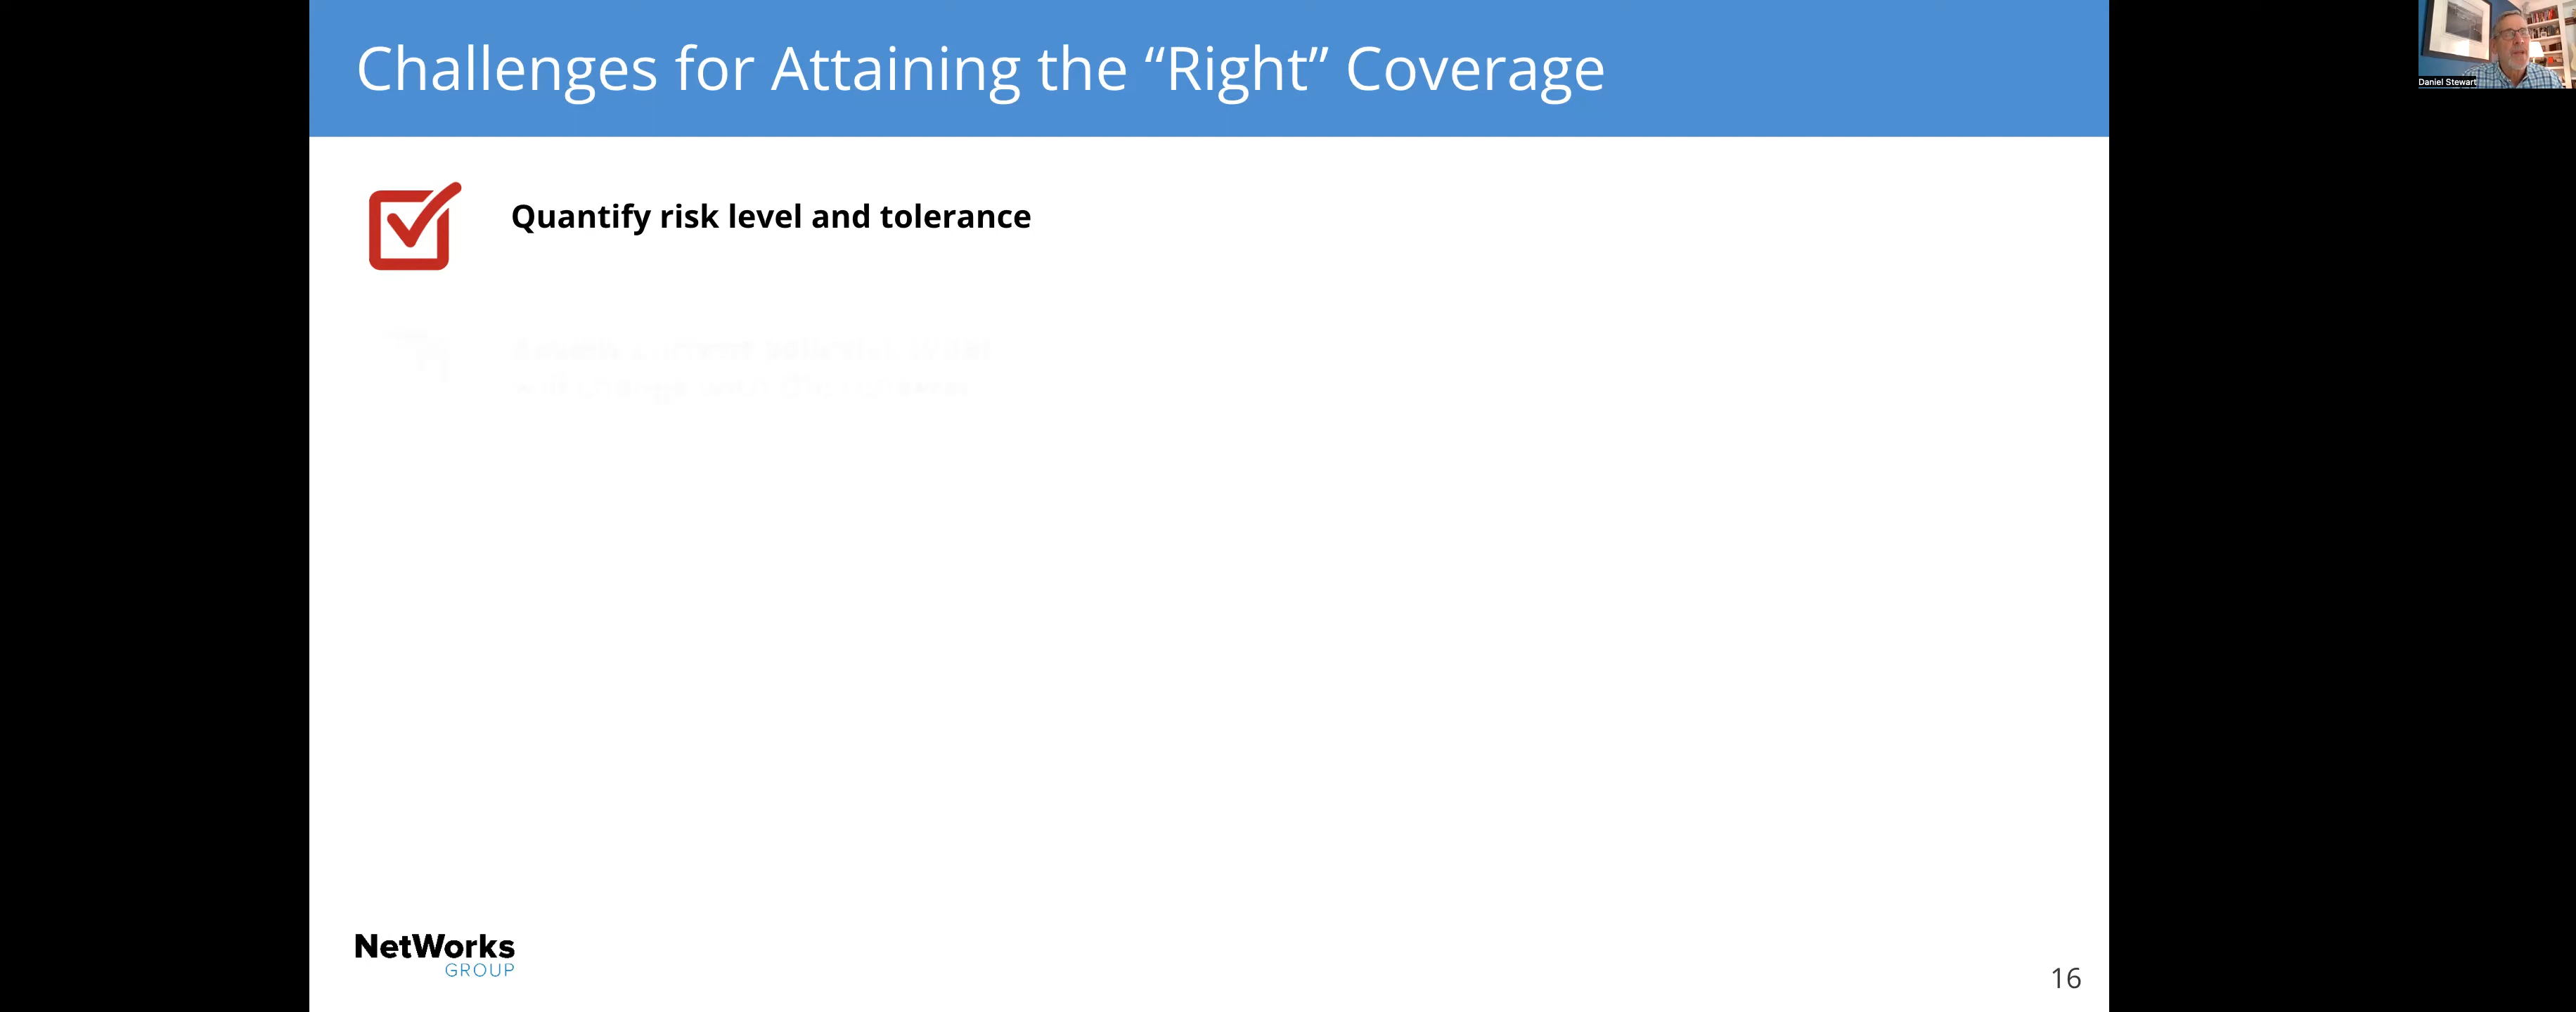 Challenges for Attaining the “Right” Coverage
Daniel Stewart
Quantify risk level and tolerance
NetWorks
GROUP
16